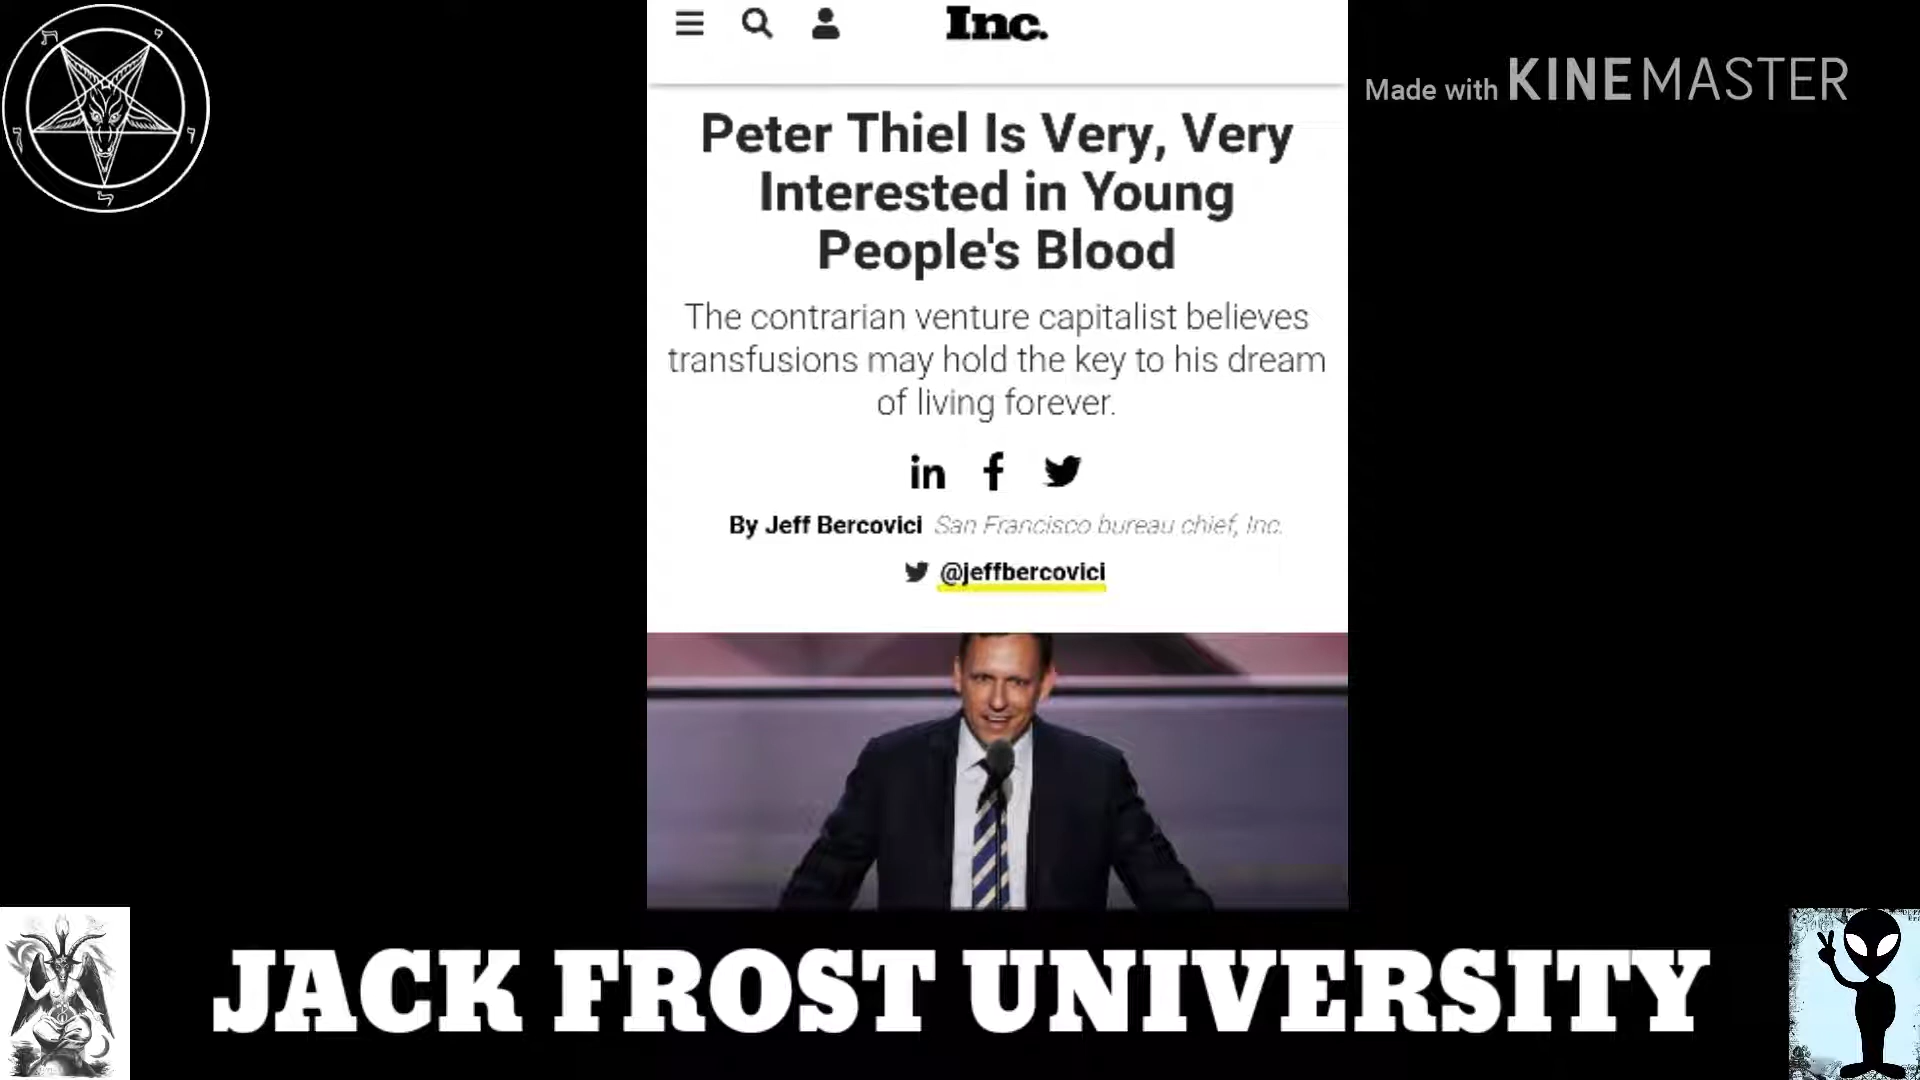 Inc.
Made with KINEMASTER
Peter Thiel Is Very, Very
Interested in Young
People's Blood
The contrarian venture capitalist believes
transfusions may hold the key to his dream
of living forever.
in f
By Jeff Bercovici San Francisco bureau chief, Inc.
@jeffbercovici
JACK FROST UNIVERSITY